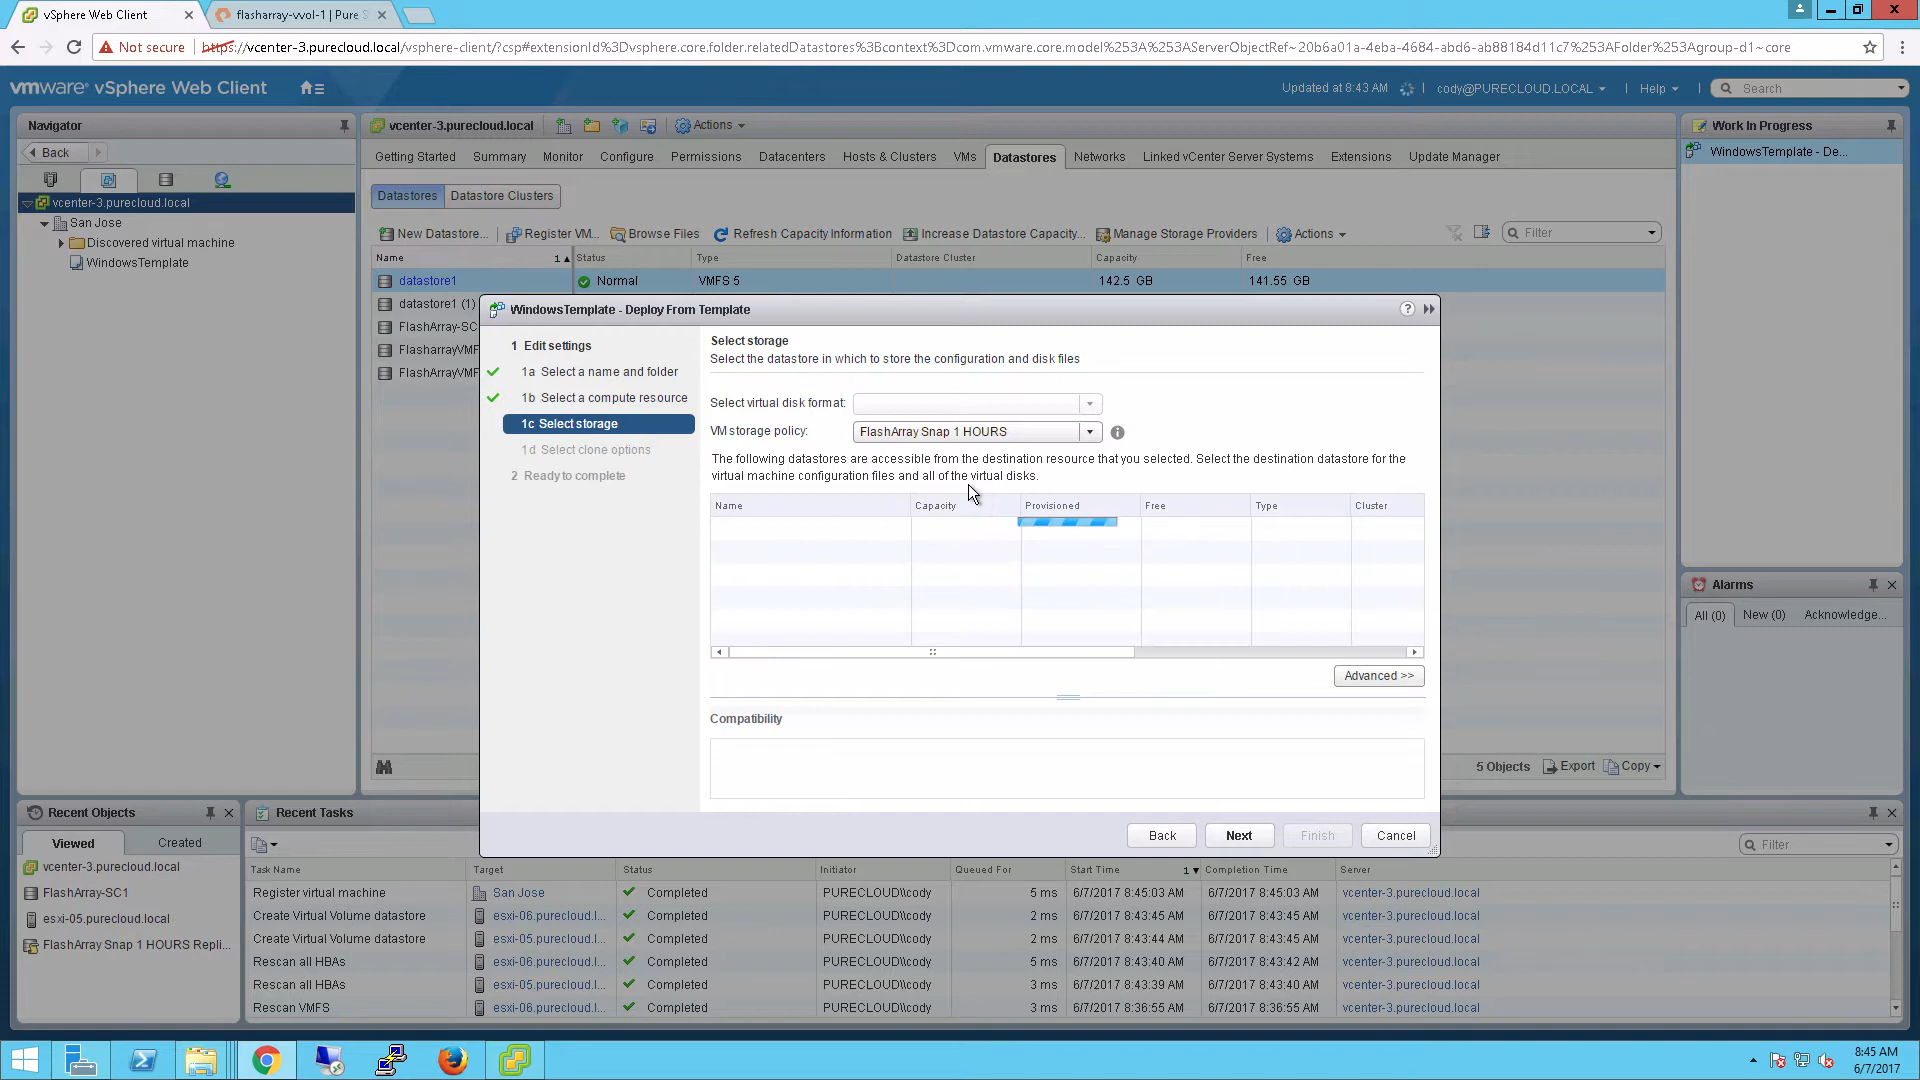 vSphere Web Client
flasharray-vvol-1 | Pure S
Not secure
https://vcenter-3.purecloud.local/vsphere-client/?csp#extensionId%3Dvsphere.core.folder.relatedDatastores%3Bcontext%3Dcom.vmware.core.model%253A%253AServerObjectRef~20b6a01a-4eba-4684-abd6-ab88184d11c7%253AFolder%253Agroup-d1~core
vmware® vSphere Web Client
Updated at 8:43 AM
cody@PURECLOUD.LOCAL
Help
Search
Navigator
Back
vcenter-3.purecloud.local
San Jose
Discovered virtual machine
WindowsTemplate
vcenter-3.purecloud.local
Actions
Getting Started Summary Monitor Configure Permissions Datacenters Hosts & Clusters VMs Datastores Networks Linked vCenter Server Systems Extensions Update Manager
Datastores Datastore Clusters
New Datastore... Register VM... Browse Files Refresh Capacity Information Increase Datastore Capacity... Manage Storage Providers Actions Filter
Name 1 Status Type Datastore Cluster Capacity Free
datastore1 Normal VMFS 5 142.5 GB 141.55 GB
datastore1 (1)
FlashArray-SC
FlasharrayVMF
FlashArrayVMF
5 Objects Export Copy
Work In Progress
WindowsTemplate - De...
Alarms
All (0) New (0) Acknowledge...
WindowsTemplate - Deploy From Template
1 Edit settings
1a Select a name and folder
1b Select a compute resource
1c Select storage
1d Select clone options
2 Ready to complete
Select storage
Select the datastore in which to store the configuration and disk files
Select virtual disk format:
VM storage policy: FlashArray Snap 1 HOURS
The following datastores are accessible from the destination resource that you selected. Select the destination datastore for the
virtual machine configuration files and all of the virtual disks.
Name Capacity Provisioned Free Type Cluster
Advanced >>
Compatibility
Back Next Finish Cancel
Recent Objects
Viewed Created
vcenter-3.purecloud.local
FlashArray-SC1
esxi-05.purecloud.local
FlashArray Snap 1 HOURS Repli...
Recent Tasks
Filter
Task Name Target Status Initiator Queued For Start Time 1 Completion Time Server
Register virtual machine San Jose Completed PURECLOUD\\cody 5 ms 6/7/2017 8:45:03 AM 6/7/2017 8:45:03 AM vcenter-3.purecloud.local
Create Virtual Volume datastore esxi-06.purecloud.l... Completed PURECLOUD\\cody 2 ms 6/7/2017 8:43:45 AM 6/7/2017 8:43:45 AM vcenter-3.purecloud.local
Create Virtual Volume datastore esxi-05.purecloud.l... Completed PURECLOUD\\cody 2 ms 6/7/2017 8:43:44 AM 6/7/2017 8:43:45 AM vcenter-3.purecloud.local
Rescan all HBAs esxi-06.purecloud.l... Completed PURECLOUD\\cody 5 ms 6/7/2017 8:43:40 AM 6/7/2017 8:43:42 AM vcenter-3.purecloud.local
Rescan all HBAs esxi-05.purecloud.l... Completed PURECLOUD\\cody 3 ms 6/7/2017 8:43:39 AM 6/7/2017 8:43:40 AM vcenter-3.purecloud.local
Rescan VMFS esxi-06.purecloud.l... Completed PURECLOUD\\cody 3 ms 6/7/2017 8:36:55 AM 6/7/2017 8:36:55 AM vcenter-3.purecloud.local
8:45 AM
6/7/2017